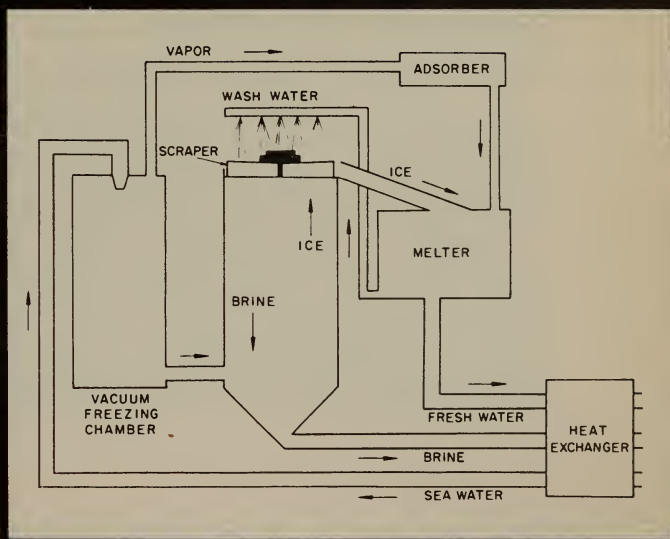 VAPOR
ADSORBER
WASH WATER
SCRAPER
ICE
ICE
MELTER
BRINE
VACUUM
FREEZING
CHAMBER
FRESH WATER
HEAT
EXCHANGER
BRINE
SEA WATER